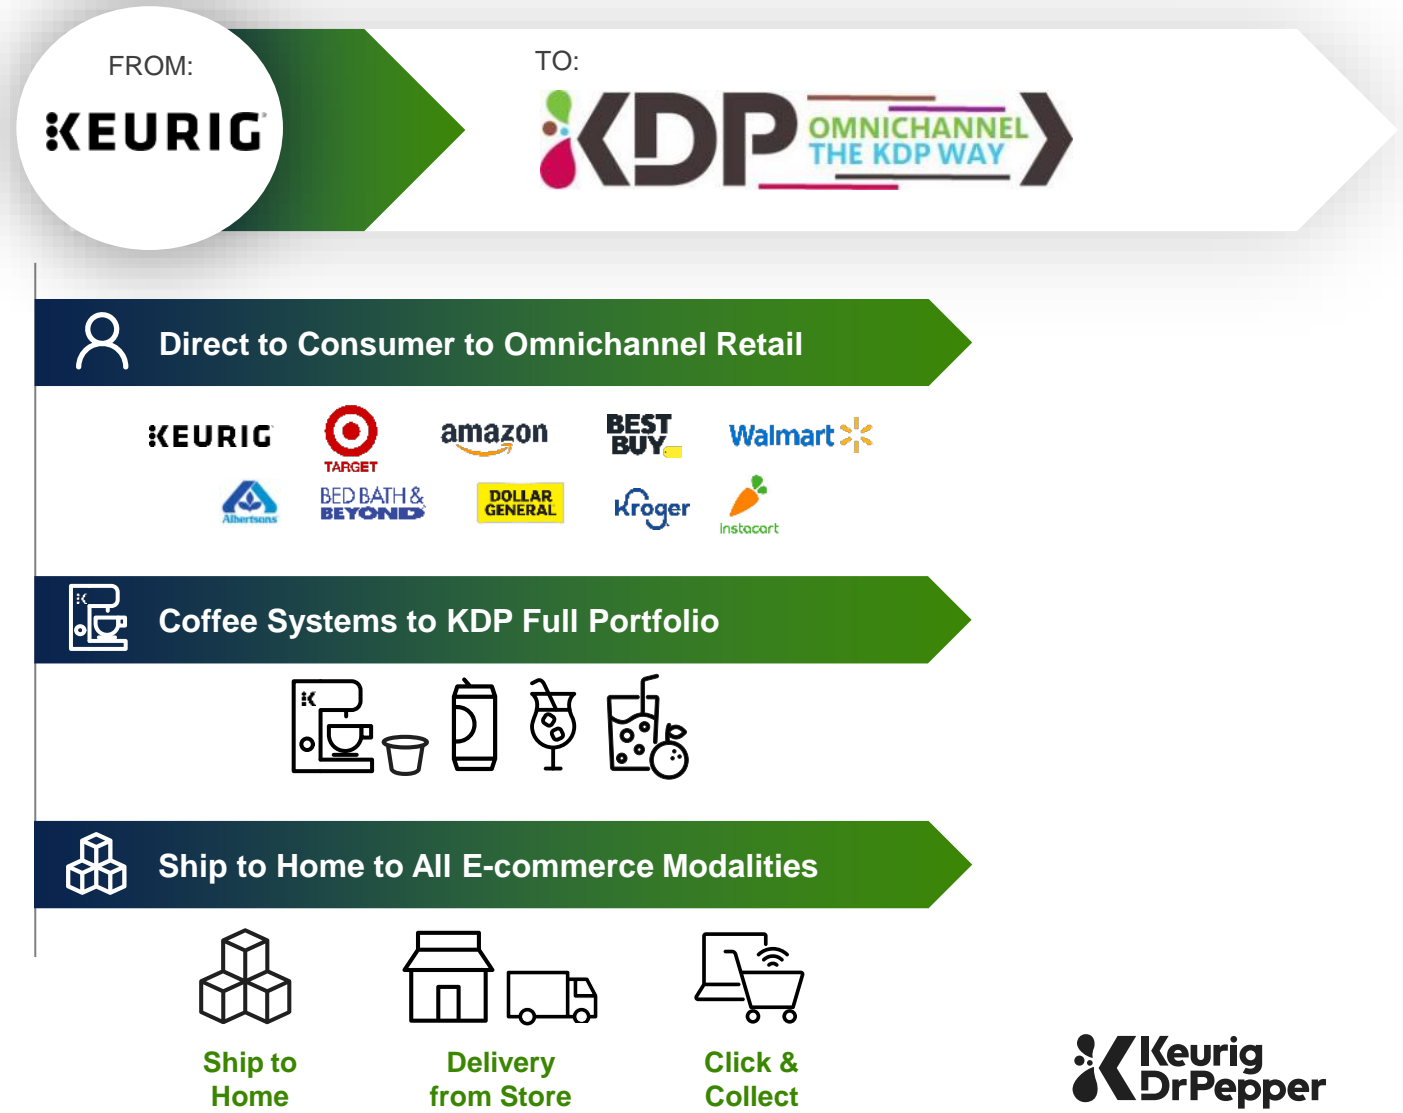 FROM:
KEURIG
TO:
KDP
OMNICHANNEL
THE KDP WAY
Direct to Consumer to Omnichannel Retail
KEURIG
TARGET
amazon
BEST
BUY
Walmart
Albertsons
BED BATH &
BEYOND
DOLLAR
GENERAL
Kroger
instacart
Coffee Systems to KDP Full Portfolio
K
K
Ship to Home to All E-commerce Modalities
Ship to
Home
Delivery
from Store
Click &
Collect
Keurig
DrPepper